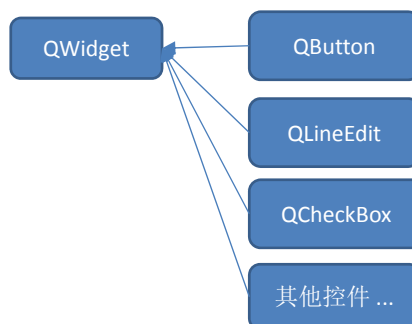 QWidget
QButton
QLineEdit
QCheckBox
其他控件 ...